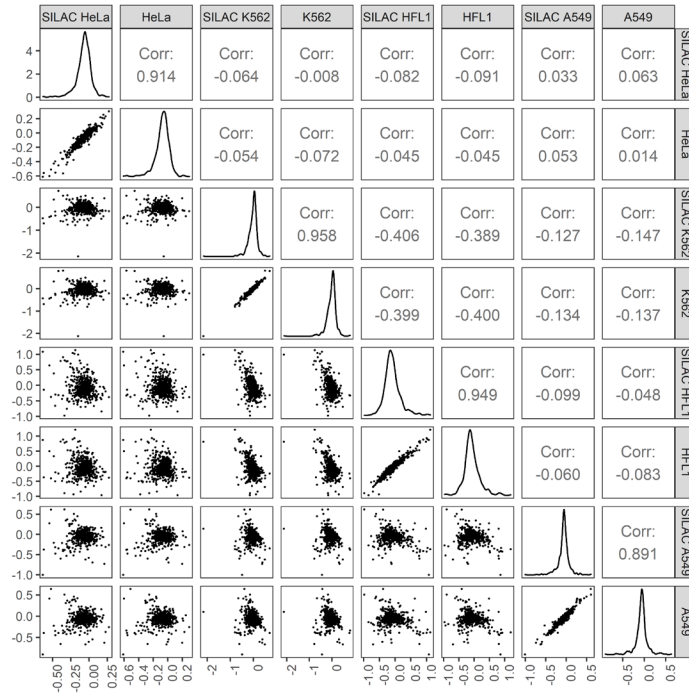 SILAC HeLa HeLa SILAC K562 K562 SILAC HFL1 HFL1 SILAC A549 A549
4
2
0
Corr:
0.914
Corr:
-0.064
Corr:
-0.008
Corr:
-0.082
Corr:
-0.091
Corr:
0.033
Corr:
0.063
SILAC HeLa
0.2
0.0
-0.2
-0.4
-0.6
Corr:
-0.054
Corr:
-0.072
Corr:
-0.045
Corr:
-0.045
Corr:
0.053
Corr:
0.014
HeLa
0
-1
-2
Corr:
0.958
Corr:
-0.406
Corr:
-0.389
Corr:
-0.127
Corr:
-0.147
SILAC K562
0
-1
-2
Corr:
-0.399
Corr:
-0.400
Corr:
-0.134
Corr:
-0.137
K562
1.0
0.5
0.0
-0.5
-1.0
Corr:
0.949
Corr:
-0.099
Corr:
-0.048
SILAC HFL1
1.0
0.5
0.0
-0.5
-1.0
Corr:
-0.060
Corr:
-0.083
HFL1
0.5
0.0
-0.5
-1.0
Corr:
0.891
SILAC A549
0.5
0.0
-0.5
A549
-0.50 -0.25 0.00 0.25
-0.6 -0.4 -0.2 0.0 0.2
-2 -1 0
-2 -1 0
-1.0 -0.5 0.0 0.5 1.0
-1.0 -0.5 0.0 0.5 1.0
-1.0 -0.5 0.0 0.5
-0.5 0.0 0.5